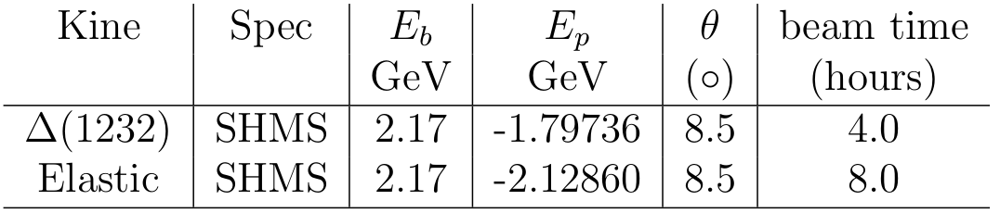 Kine Spec E_b E_p θ beam time
GeV GeV (∘) (hours)
Δ(1232) SHMS 2.17 -1.79736 8.5 4.0
Elastic SHMS 2.17 -2.12860 8.5 8.0